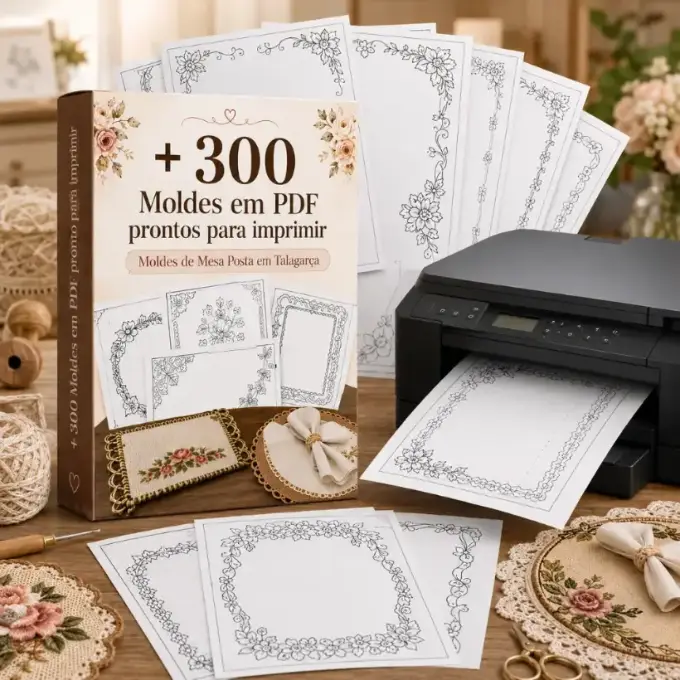 + 300
Moldes em PDF
prontos para imprimir
Moldes de Mesa Posta em Talagarça
+ 300 Moldes em PDF pronto para imprimir